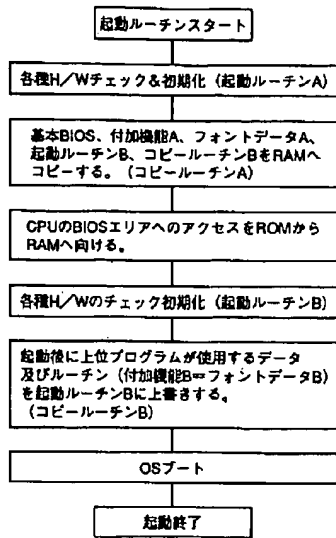 起動ルーチンスタート
各種H/Wチェック&初期化(起動ルーチンA)
基本BIOS、付加機能A、フォントデータA、
起動ルーチンB、コピールーチンBをRAMへ
コピーする。(コピールーチンA)
CPUのBIOSエリアへのアクセスをROMから
RAMへ向ける。
各種H/Wのチェック初期化(起動ルーチンB)
起動後に上位プログラムが使用するデータ
及びルーチン(付加機能B⇔フォントデータB)
を起動ルーチンBに上書きする。
(コピールーチンB)
OSブート
起動終了